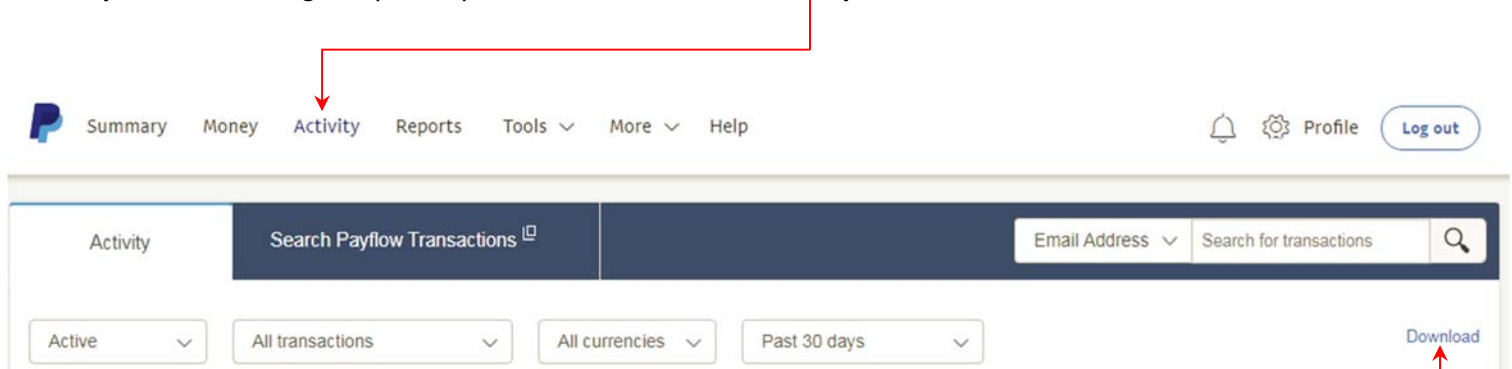 Summary Money Activity Reports Tools More Help Profile Log out
Activity Search Payflow Transactions Email Address Search for transactions
Active All transactions All currencies Past 30 days Download